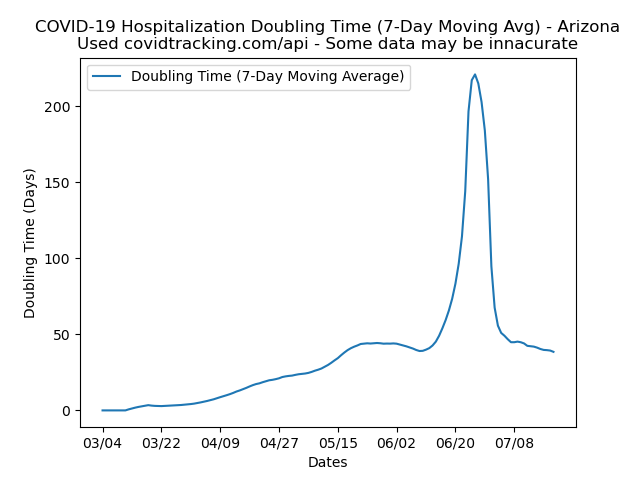 COVID-19 Hospitalization Doubling Time (7-Day Moving Avg) - Arizona
Used covidtracking.com/api - Some data may be innacurate
Doubling Time (7-Day Moving Average)
Doubling Time (Days)
200
150
100
50
0
03/04 03/22 04/09 04/27 05/15 06/02 06/20 07/08
Dates